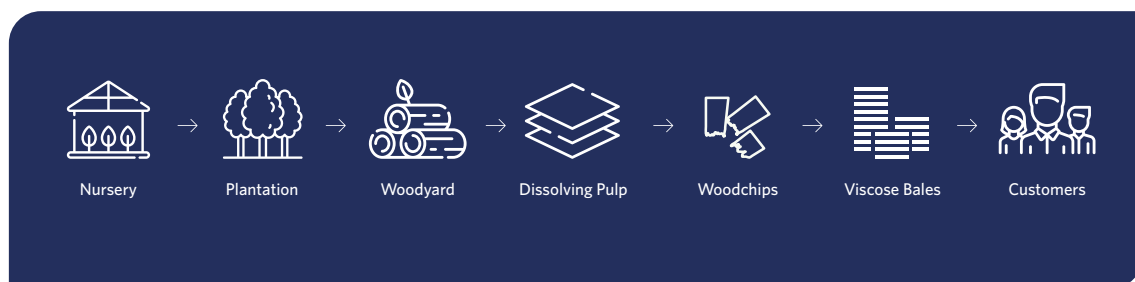 Nursery
Plantation
Woodyard
Dissolving Pulp
Woodchips
Viscose Bales
Customers